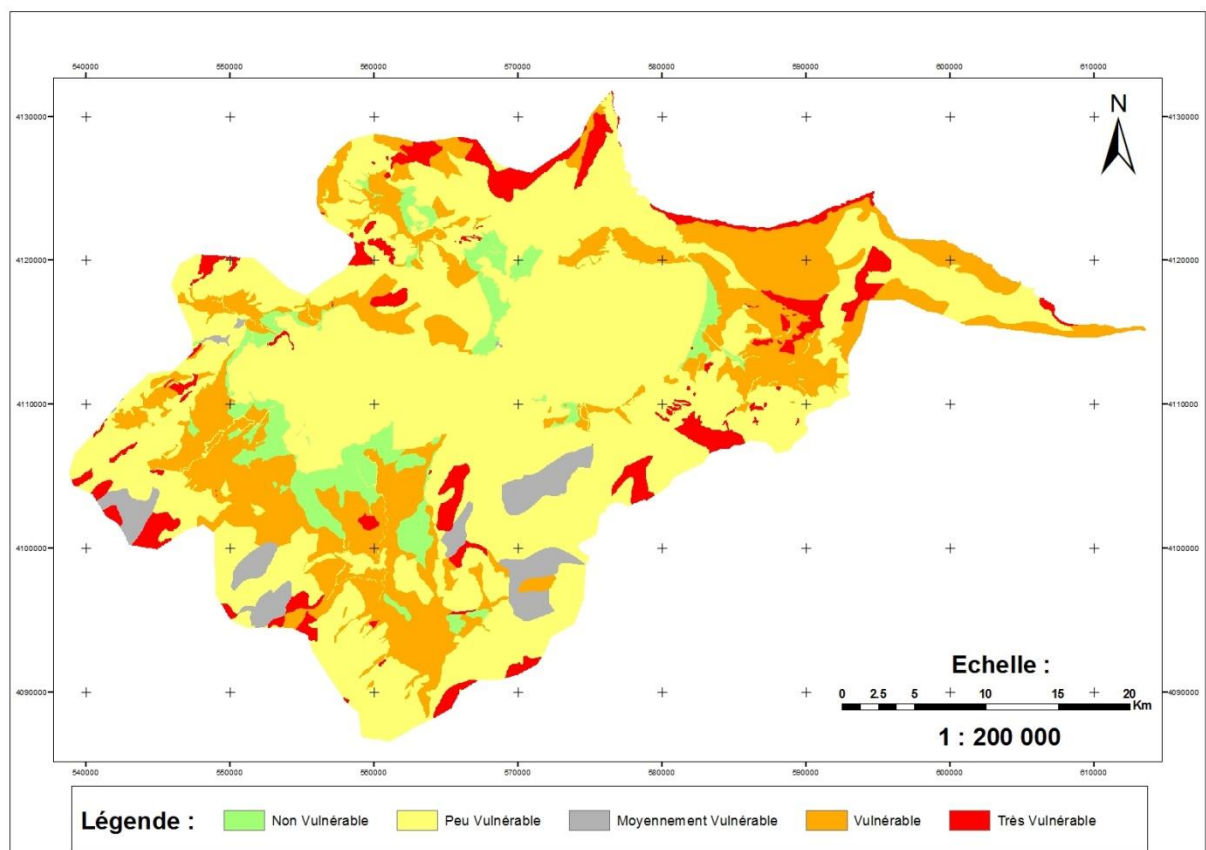 540000 550000 560000 570000 580000 590000 600000 610000
N
4130000 4130000
4120000 4120000
4110000 4110000
4100000 4100000
4090000 4090000
Echelle :
0 2.5 5 10 15 20
Km
1 : 200 000
540000 550000 560000 570000 580000 590000 600000 610000
Légende : Non Vulnérable Peu Vulnérable Moyennement Vulnérable Vulnérable Très Vulnérable